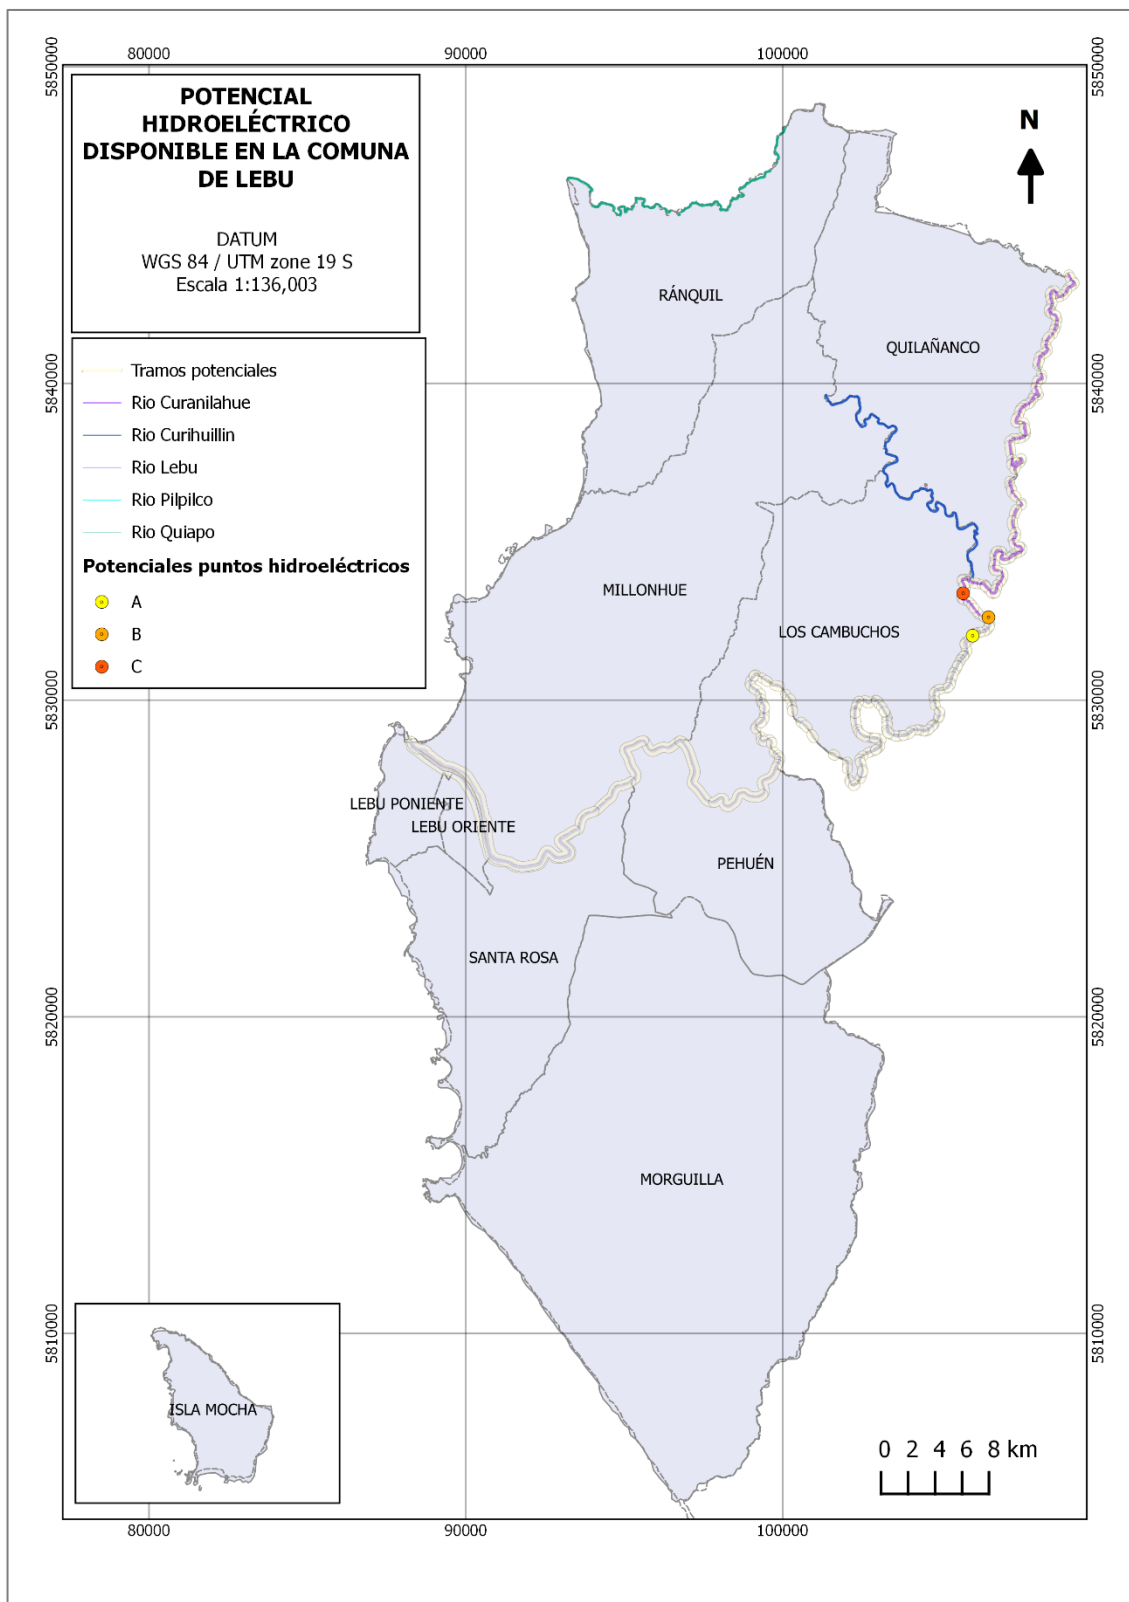 80000
90000
100000
5850000
5850000
POTENCIAL
HIDROELÉCTRICO
DISPONIBLE EN LA COMUNA
DE LEBU
DATUM
WGS 84 / UTM zone 19 S
Escala 1:136,003
N
RÁNQUIL
QUILAÑANCO
Tramos potenciales
Rio Curanilahue
Rio Curihuillin
Rio Lebu
Rio Pilpilco
Rio Quiapo
Potenciales puntos hidroeléctricos
A
B
C
5840000
5840000
MILLONHUE
LOS CAMBUCHOS
5830000
5830000
LEBU PONIENTE
LEBU ORIENTE
PEHUÉN
SANTA ROSA
5820000
5820000
MORGUILLA
5810000
5810000
ISLA MOCHA
0 2 4 6 8 km
80000
90000
100000